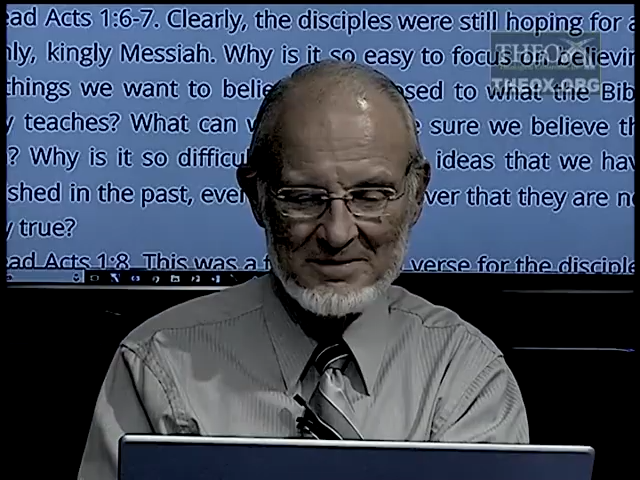 ead Acts 1:6-7. Clearly, the disciples were still hoping for a
nly, kingly Messiah. Why is it so easy to focus on believin
things we want to belie sed to what the Bib
y teaches? What can w sure we believe th
? Why is it so difficu ideas that we hav
shed in the past, eve ver that they are no
y true?
ead Acts 1:8. This was a f verse for the disciple
THEOX
THEOX.ORG